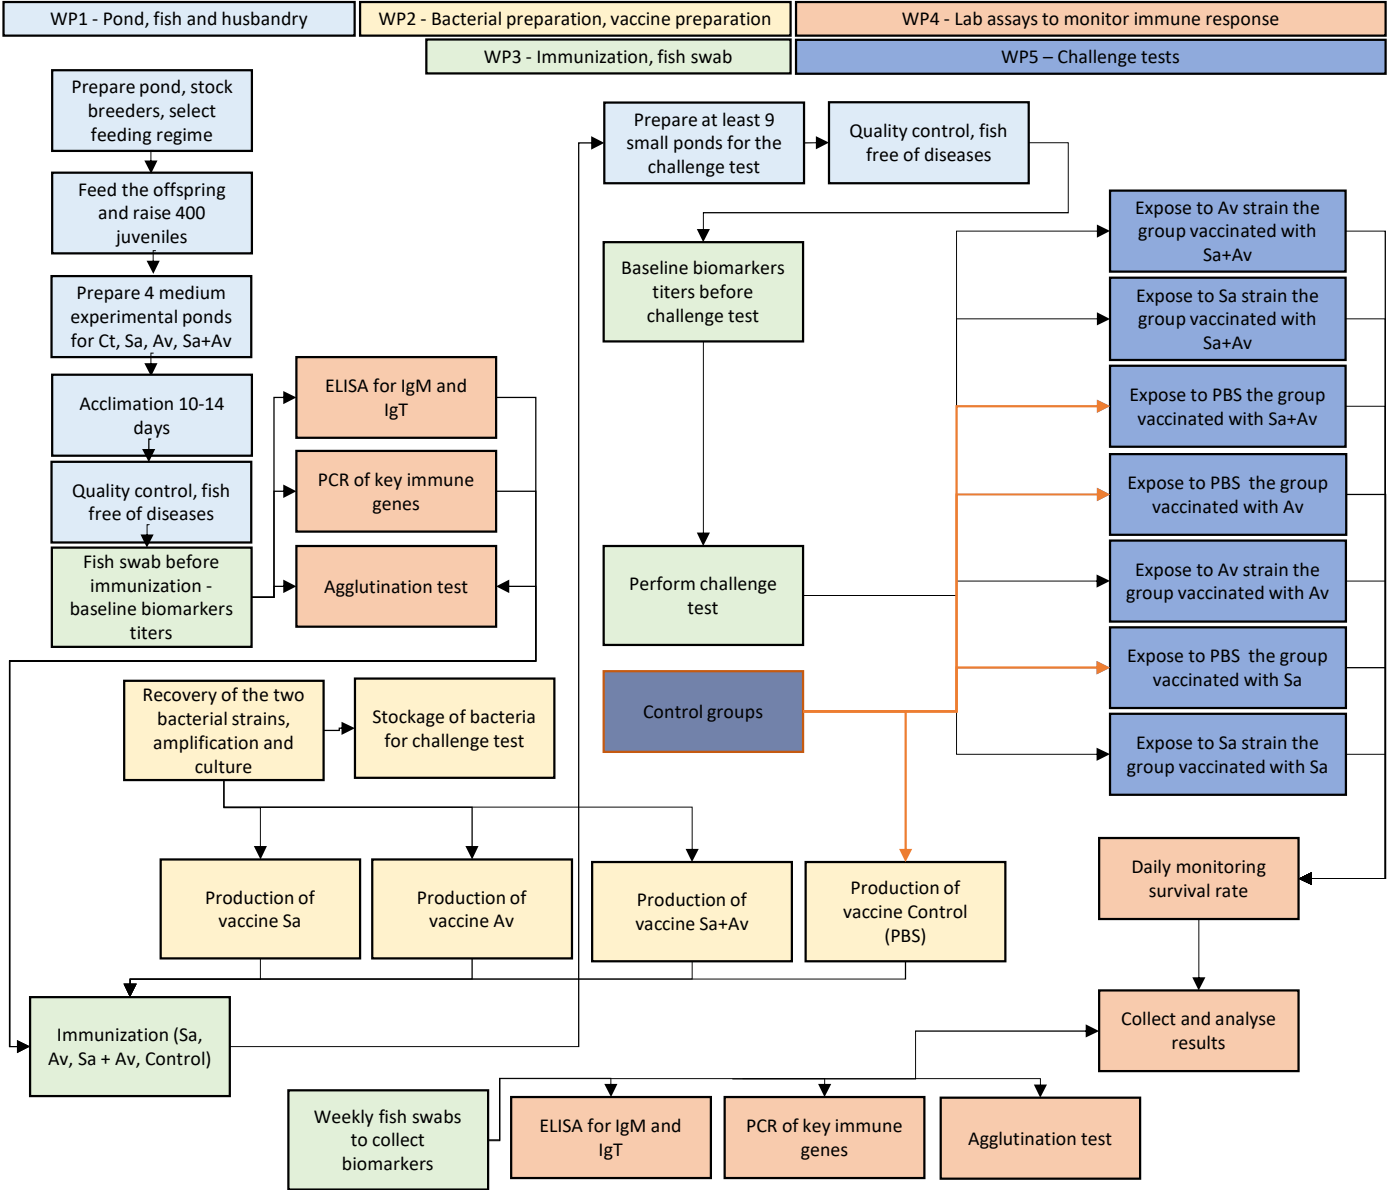 WP1 - Pond, fish and husbandry
WP2 - Bacterial preparation, vaccine preparation
WP4 - Lab assays to monitor immune response
WP3 - Immunization, fish swab
WP5 – Challenge tests
Prepare pond, stock
breeders, select
feeding regime
Feed the offspring
and raise 400
juveniles
Prepare 4 medium
experimental ponds
for Ct, Sa, Av, Sa+Av
Acclimation 10-14
days
Quality control, fish
free of diseases
Fish swab before
immunization -
baseline biomarkers
titers
ELISA for IgM and
IgT
PCR of key immune
genes
Agglutination test
Recovery of the two
bacterial strains,
amplification and
culture
Stockage of bacteria
for challenge test
Production of
vaccine Sa
Production of
vaccine Av
Production of
vaccine Sa+Av
Production of
vaccine Control
(PBS)
Immunization (Sa,
Av, Sa + Av, Control)
Prepare at least 9
small ponds for the
challenge test
Quality control, fish
free of diseases
Baseline biomarkers
titers before
challenge test
Perform challenge
test
Control groups
Expose to Av strain the
group vaccinated with
Sa+Av
Expose to Sa strain the
group vaccinated with
Sa+Av
Expose to PBS the group
vaccinated with Sa+Av
Expose to PBS  the group
vaccinated with Av
Expose to Av strain the
group vaccinated with Av
Expose to PBS  the group
vaccinated with Sa
Expose to Sa strain the
group vaccinated with Sa
Daily monitoring
survival rate
Collect and analyse
results
Weekly fish swabs
to collect
biomarkers
ELISA for IgM and
IgT
PCR of key immune
genes
Agglutination test